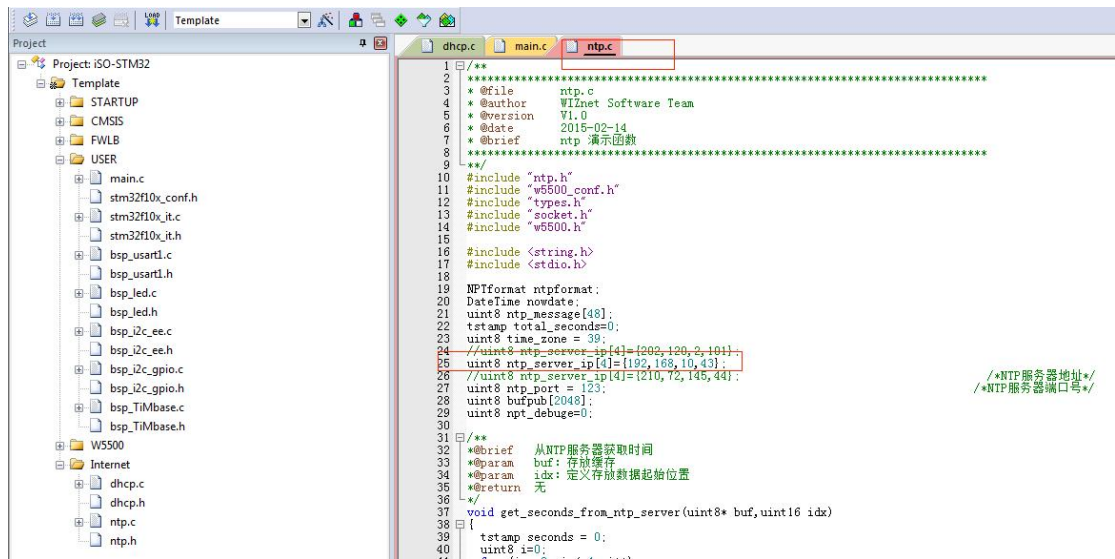 LOAD
Template
Project
Project: iSO-STM32
Template
STARTUP
CMSIS
FWLB
USER
main.c
stm32f10x_conf.h
stm32f10x_it.c
stm32f10x_it.h
bsp_usart1.c
bsp_usart1.h
bsp_led.c
bsp_led.h
bsp_i2c_ee.c
bsp_i2c_ee.h
bsp_i2c_gpio.c
bsp_i2c_gpio.h
bsp_TiMbase.c
bsp_TiMbase.h
W5500
Internet
dhcp.c
dhcp.h
ntp.c
ntp.h
dhcp.c main.c ntp.c
1 /**
2 ******************************************************************************
3 * @file ntp.c
4 * @author WIZnet Software Team
5 * @version V1.0
6 * @date 2015-02-14
7 * @brief ntp 演示函数
8 ******************************************************************************
9 **/
10 #include "ntp.h"
11 #include "w5500_conf.h"
12 #include "types.h"
13 #include "socket.h"
14 #include "w5500.h"
15
16 #include <string.h>
17 #include <stdio.h>
18
19 NPTformat ntpformat;
20 DateTime nowdate;
21 uint8 ntp_message[48];
22 tstamp total_seconds=0;
23 uint8 time_zone = 39;
24 //uint8 ntp_server_ip[4]={202,120,2,101};
25 uint8 ntp_server_ip[4]={192,168,10,43};
26 //uint8 ntp_server_ip[4]={210,72,145,44}; /*NTP服务器地址*/
27 uint8 ntp_port = 123; /*NTP服务器端口号*/
28 uint8 bufpub[2048];
29 uint8 npt_debuge=0;
30
31 /**
32 *@brief 从NTP服务器获取时间
33 *@param buf: 存放缓存
34 *@param idx: 定义存放数据起始位置
35 *@return 无
36 */
37 void get_seconds_from_ntp_server(uint8* buf,uint16 idx)
38 {
39 tstamp seconds = 0;
40 uint8 i=0;